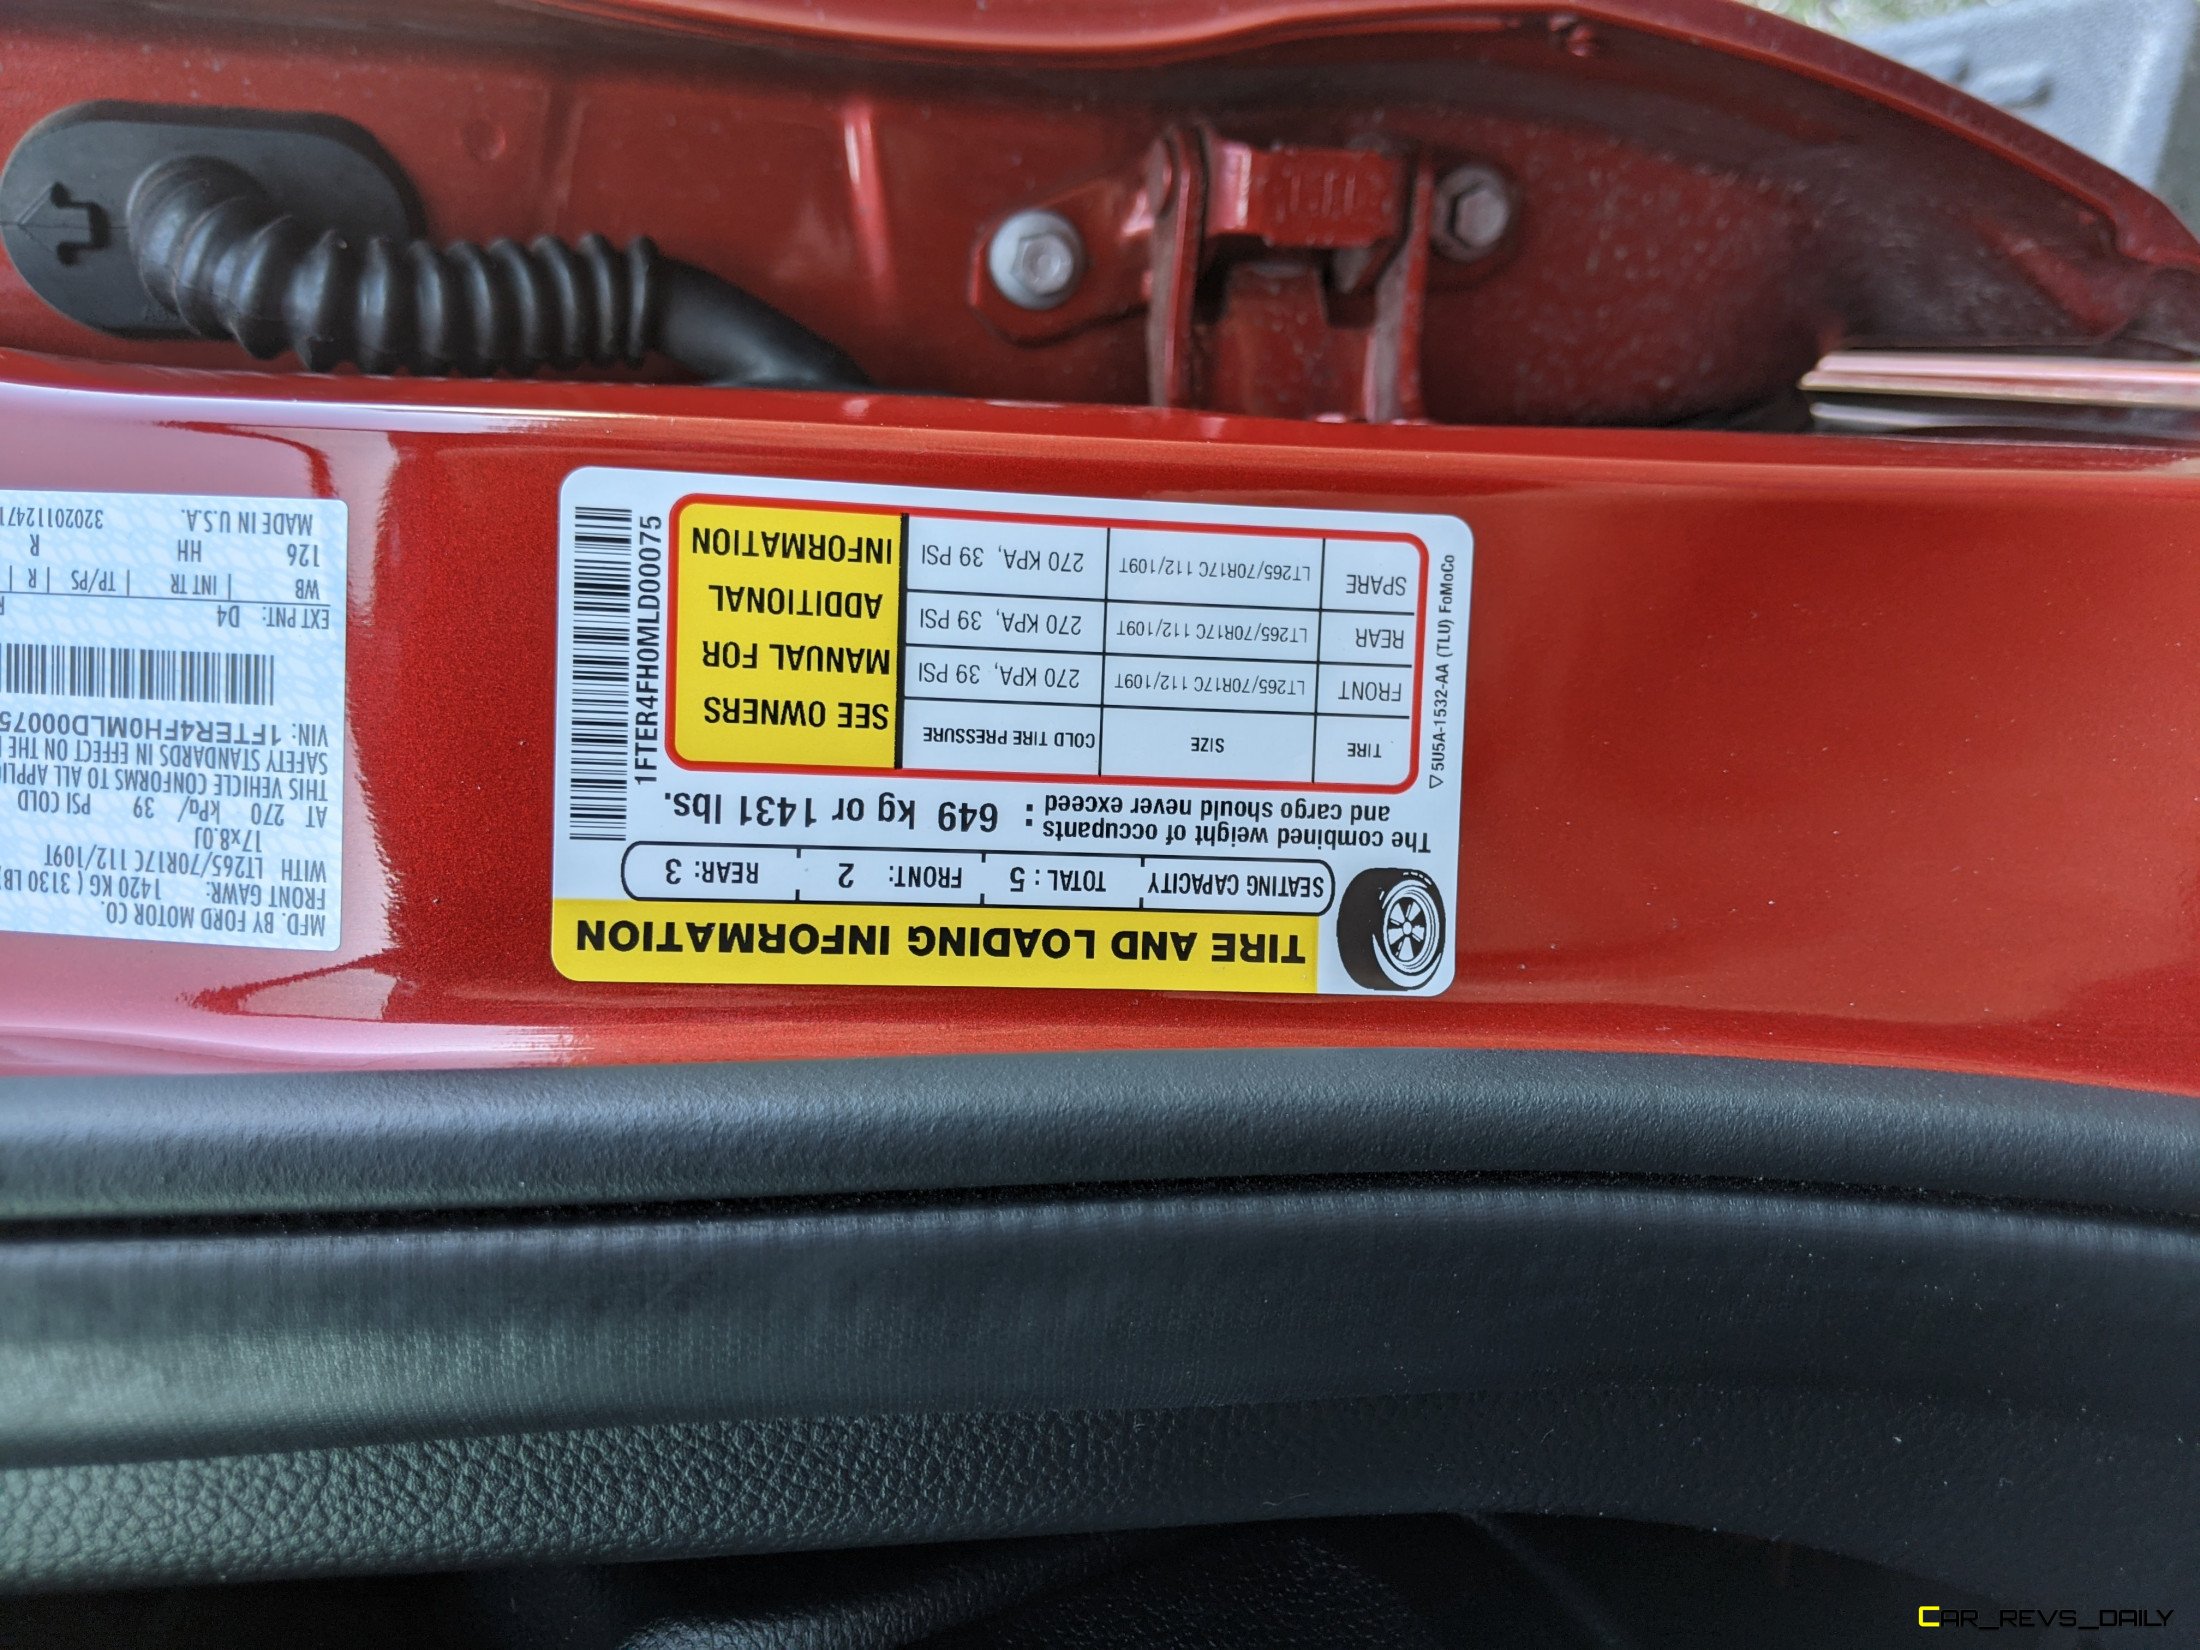 TIRE AND LOADING INFORMATION
SEATING CAPACITY TOTAL : 5 FRONT: 2 REAR: 3
The combined weight of occupants
and cargo should never exceed : 649 kg or 1431 lbs.
TIRE SIZE COLD TIRE PRESSURE
FRONT LT265/70R17C 112/109T 270 KPA, 39 PSI
REAR LT265/70R17C 112/109T 270 KPA, 39 PSI
SPARE LT265/70R17C 112/109T 270 KPA, 39 PSI
SEE OWNERS
MANUAL FOR
ADDITIONAL
INFORMATION
5U5A-1532-AA (TLU) FoMoCo
1FTER4FH0MLD00075
MFD. BY FORD MOTOR CO.
FRONT GAWR: 1420 KG ( 3130 LB
WITH LT265/70R17C 112/109T
17x8.0J
AT 270 kPa/ 39 PSI COLD
THIS VEHICLE CONFORMS TO ALL
SAFETY STANDARDS IN EFFECT ON THE
VIN: 1FTER4FH0MLD00075
EXT PNT: D4
WB | INT TR | TP/PS | R |
126 HH R
MADE IN U.S.A.
CAR_REVS_DAILY